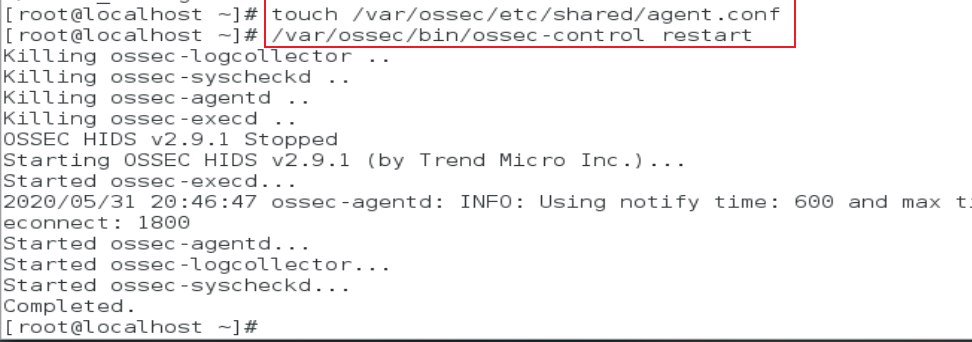 [root@localhost ~]# touch /var/ossec/etc/shared/agent.conf
[root@localhost ~]# /var/ossec/bin/ossec-control restart
Killing ossec-logcollector ..
Killing ossec-syscheckd ..
Killing ossec-agentd ..
Killing ossec-execd ..
OSSEC HIDS v2.9.1 Stopped
Starting OSSEC HIDS v2.9.1 (by Trend Micro Inc.)...
Started ossec-execd...
2020/05/31 20:46:47 ossec-agentd: INFO: Using notify time: 600 and max
econnect: 1800
Started ossec-agentd...
Started ossec-logcollector...
Started ossec-syscheckd...
Completed.
[root@localhost ~]#